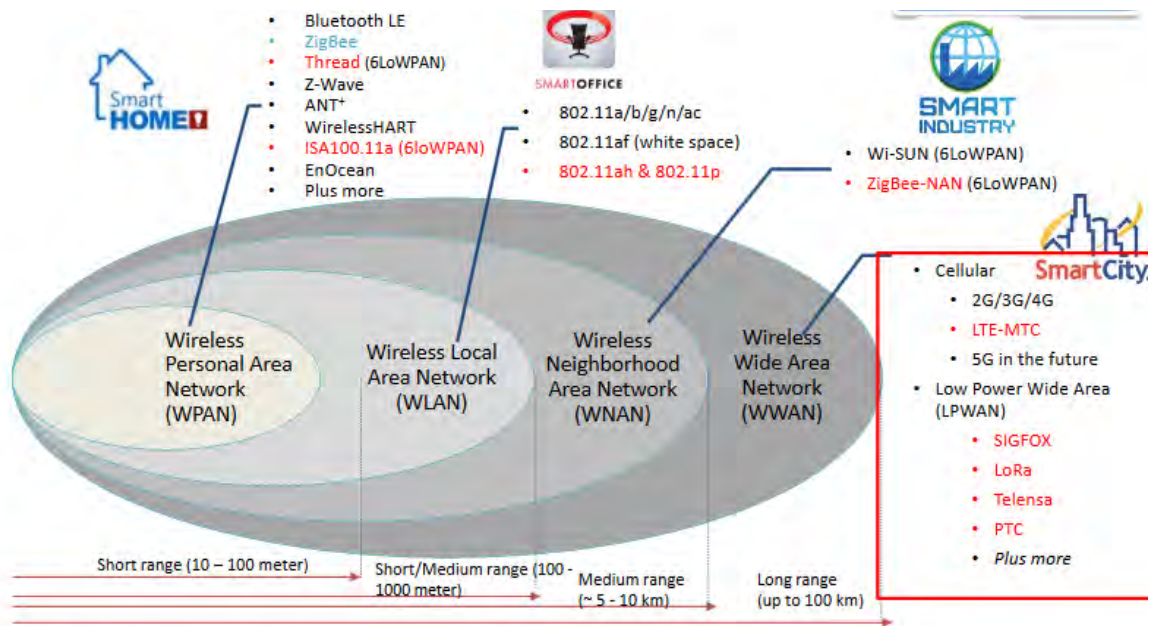 • Bluetooth LE
• ZigBee
• Thread (6LoWPAN)
• Z-Wave
• ANT⁺
• WirelessHART
• ISA100.11a (6loWPAN)
• EnOcean
• Plus more
Smart
HOME
SMARTOFFICE
• 802.11a/b/g/n/ac
• 802.11af (white space)
• 802.11ah & 802.11p
SMART
INDUSTRY
• Wi-SUN (6LoWPAN)
• ZigBee-NAN (6LoWPAN)
SmartCity
• Cellular
• 2G/3G/4G
• LTE-MTC
• 5G in the future
• Low Power Wide Area
(LPWAN)
• SIGFOX
• LoRa
• Telensa
• PTC
• Plus more
Wireless
Personal Area
Network
(WPAN)
Wireless Local
Area Network
(WLAN)
Wireless
Neighborhood
Area Network
(WNAN)
Wireless
Wide Area
Network
(WWAN)
Short range (10 – 100 meter)
Short/Medium range (100 -
1000 meter)
Medium range
(~ 5 - 10 km)
Long range
(up to 100 km)